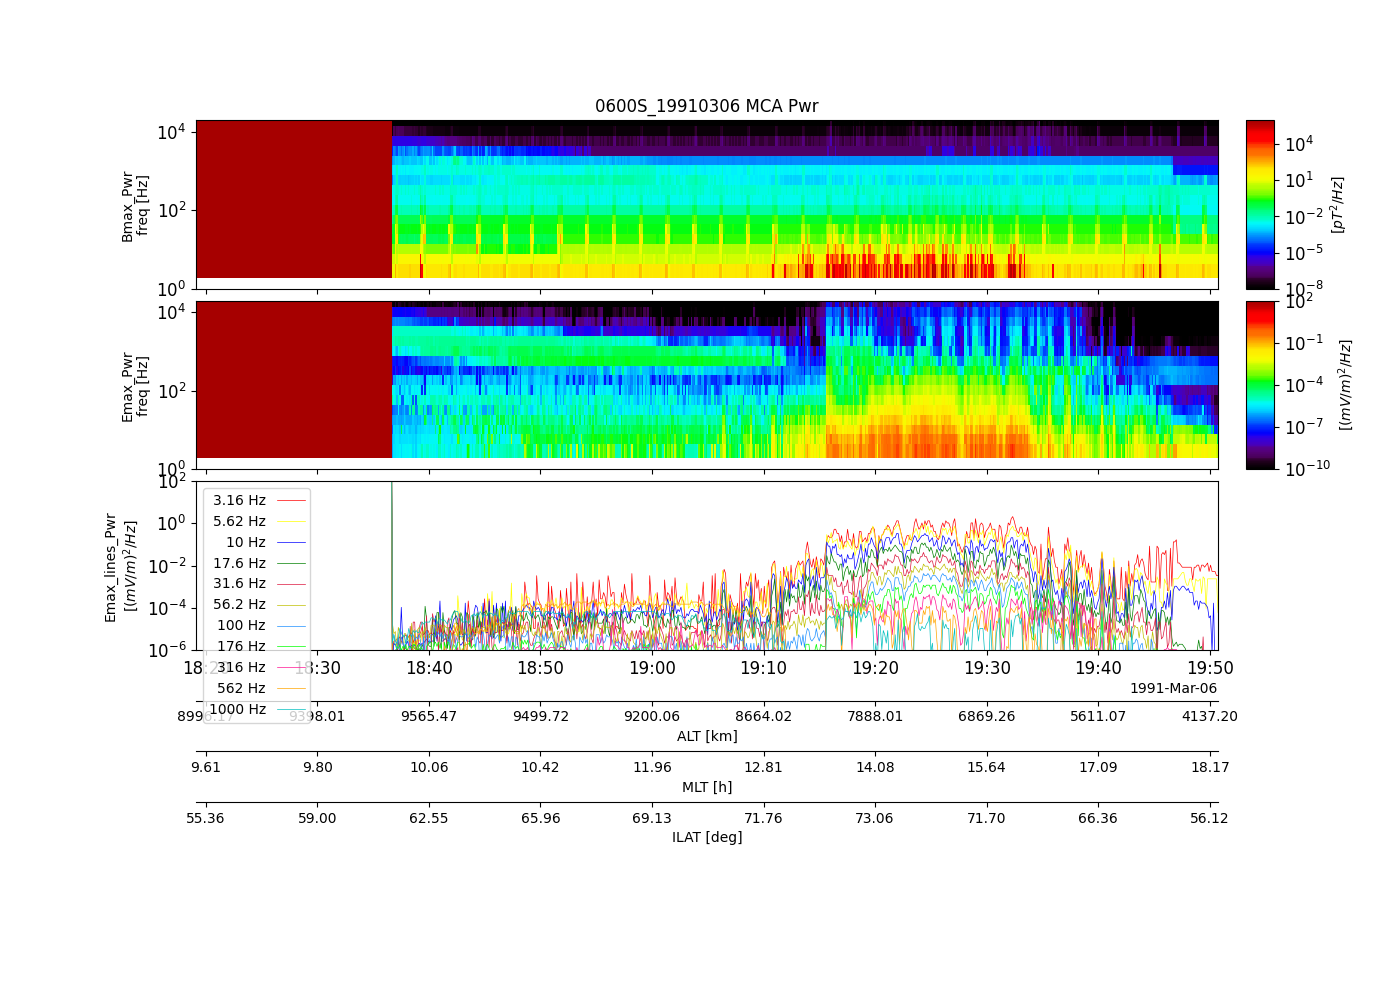 0600S_19910306 MCA Pwr
10^4
10^2
10^0
Bmax_Pwr
freq [Hz]
10^4
10^1
10^-2
10^-5
10^-8
[pT^2/Hz]
10^4
10^2
10^0
Emax_Pwr
freq [Hz]
10^2
10^-1
10^-4
10^-7
10^-10
[(mV/m)^2/Hz]
10^2
10^0
10^-2
10^-4
10^-6
Emax_lines_Pwr
[(mV/m)^2/Hz]
3.16 Hz
5.62 Hz
10 Hz
17.6 Hz
31.6 Hz
56.2 Hz
100 Hz
176 Hz
316 Hz
562 Hz
1000 Hz
18:20 18:30 18:40 18:50 19:00 19:10 19:20 19:30 19:40 19:50
1991-Mar-06
8996.17 9398.01 9565.47 9499.72 9200.06 8664.02 7888.01 6869.26 5611.07 4137.20
ALT [km]
9.61 9.80 10.06 10.42 11.96 12.81 14.08 15.64 17.09 18.17
MLT [h]
55.36 59.00 62.55 65.96 69.13 71.76 73.06 71.70 66.36 56.12
ILAT [deg]